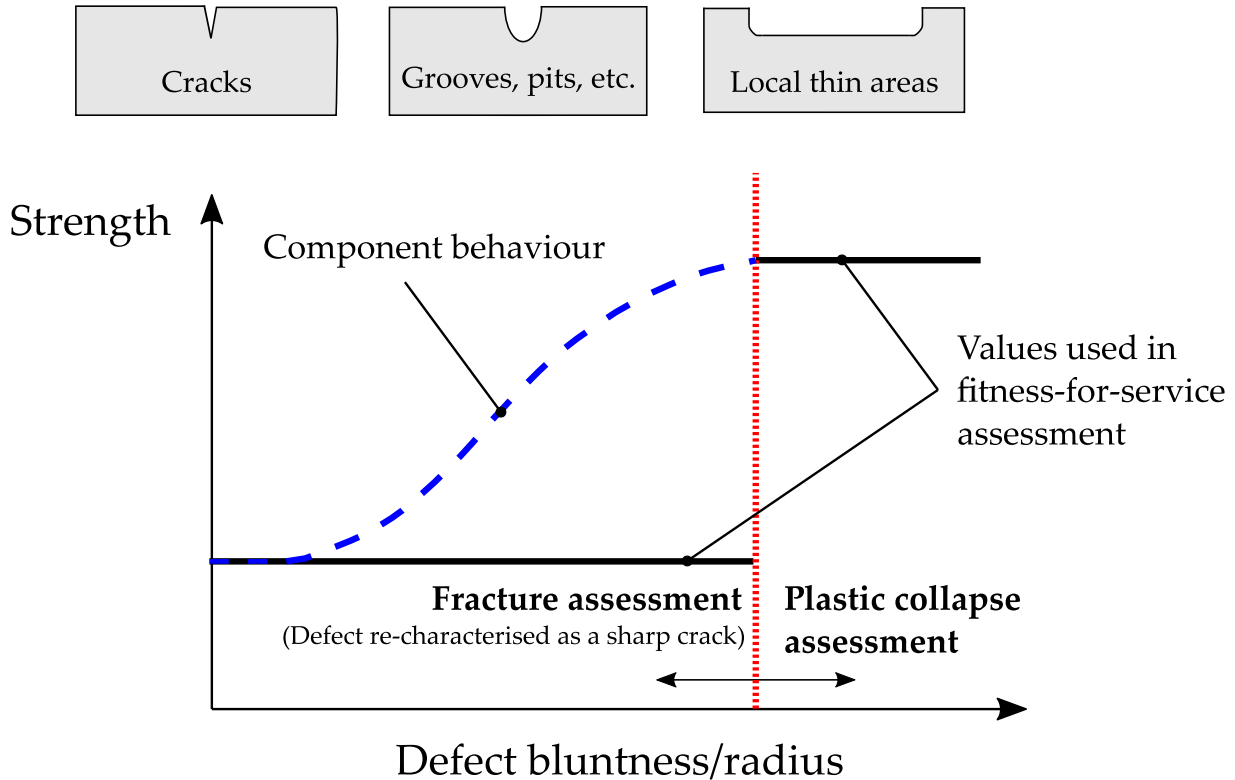 Cracks
Grooves, pits, etc.
Local thin areas
Strength
Component behaviour
Values used in
fitness-for-service
assessment
Fracture assessment
(Defect re-characterised as a sharp crack)
Plastic collapse
assessment
Defect bluntness/radius